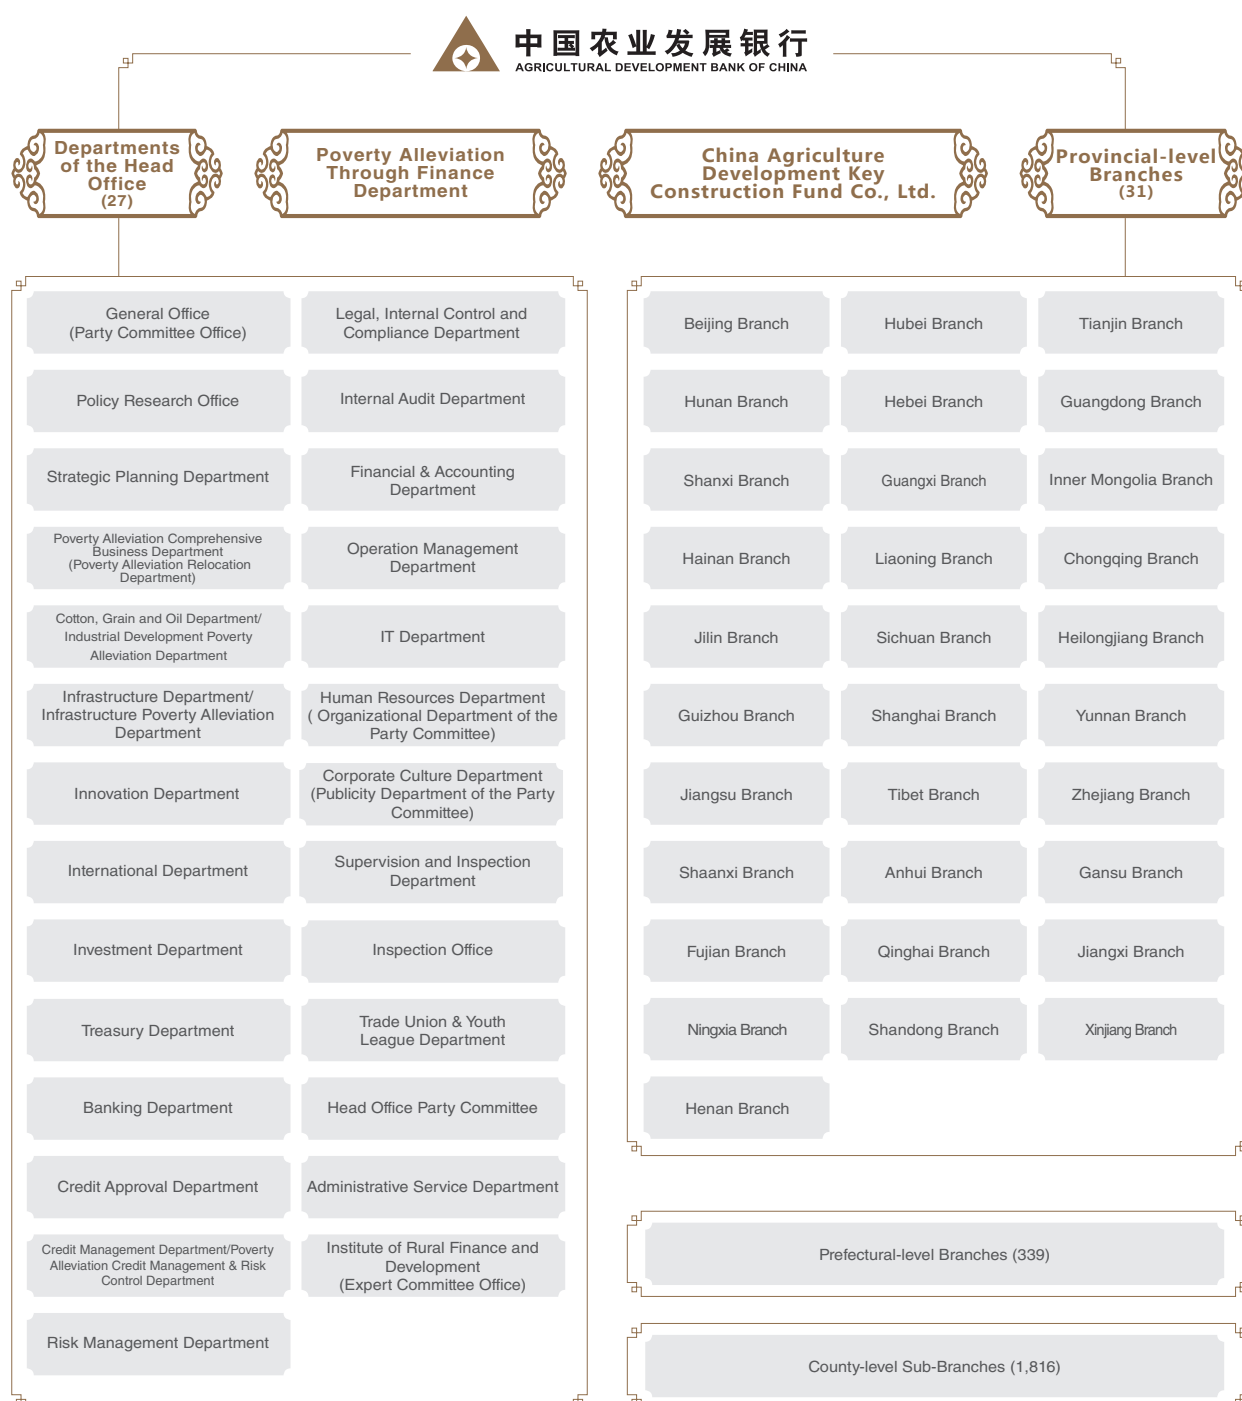 中国农业发展银行
AGRICULTURAL DEVELOPMENT BANK OF CHINA
Departments
of the Head
Office
(27)
Poverty Alleviation
Through Finance
Department
China Agriculture
Development Key
Construction Fund Co., Ltd.
Provincial-level
Branches
(31)
General Office
(Party Committee Office)
Legal, Internal Control and
Compliance Department
Policy Research Office
Internal Audit Department
Strategic Planning Department
Financial & Accounting
Department
Poverty Alleviation Comprehensive
Business Department
(Poverty Alleviation Relocation
Department)
Operation Management
Department
Cotton, Grain and Oil Department/
Industrial Development Poverty
Alleviation Department
IT Department
Infrastructure Department/
Infrastructure Poverty Alleviation
Department
Human Resources Department
( Organizational Department of the
Party Committee)
Innovation Department
Corporate Culture Department
(Publicity Department of the Party
Committee)
International Department
Supervision and Inspection
Department
Investment Department
Inspection Office
Treasury Department
Trade Union & Youth
League Department
Banking Department
Head Office Party Committee
Credit Approval Department
Administrative Service Department
Credit Management Department/Poverty
Alleviation Credit Management & Risk
Control Department
Institute of Rural Finance and
Development
(Expert Committee Office)
Risk Management Department
Beijing Branch
Hubei Branch
Tianjin Branch
Hunan Branch
Hebei Branch
Guangdong Branch
Shanxi Branch
Guangxi Branch
Inner Mongolia Branch
Hainan Branch
Liaoning Branch
Chongqing Branch
Jilin Branch
Sichuan Branch
Heilongjiang Branch
Guizhou Branch
Shanghai Branch
Yunnan Branch
Jiangsu Branch
Tibet Branch
Zhejiang Branch
Shaanxi Branch
Anhui Branch
Gansu Branch
Fujian Branch
Qinghai Branch
Jiangxi Branch
Ningxia Branch
Shandong Branch
Xinjiang Branch
Henan Branch
Prefectural-level Branches (339)
County-level Sub-Branches (1,816)